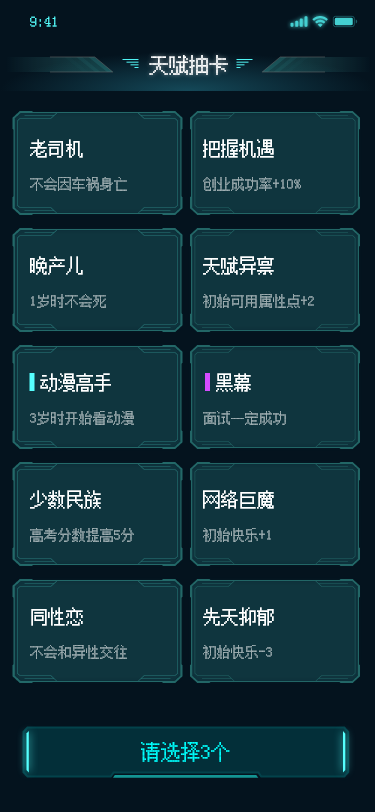 9:41
天赋抽卡
老司机
不会因车祸身亡
把握机遇
创业成功率+10%
晚产儿
1岁时不会死
天赋异禀
初始可用属性点+2
动漫高手
3岁时开始看动漫
黑幕
面试一定成功
少数民族
高考分数提高5分
网络巨魔
初始快乐+1
同性恋
不会和异性交往
先天抑郁
初始快乐-3
请选择3个